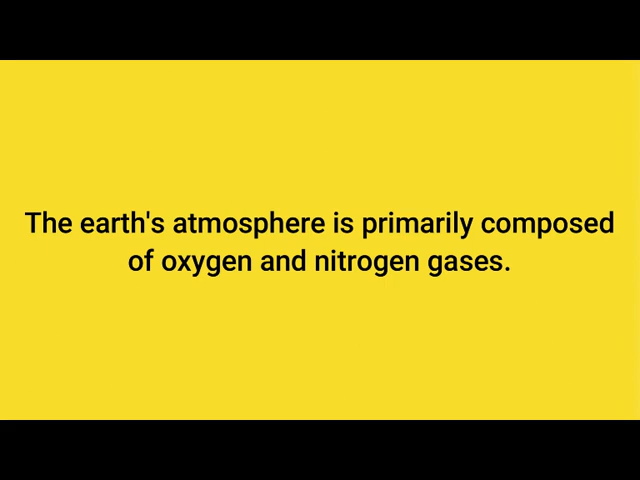 The earth's atmosphere is primarily composed
of oxygen and nitrogen gases.